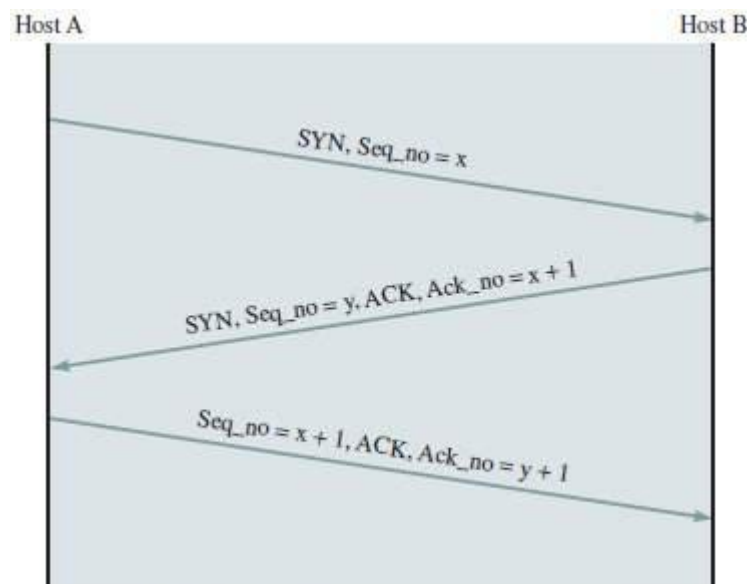 Host A
Host B
SYN, Seq_no = x
SYN, Seq_no = y, ACK, Ack_no = x + 1
Seq_no = x + 1, ACK, Ack_no = y + 1